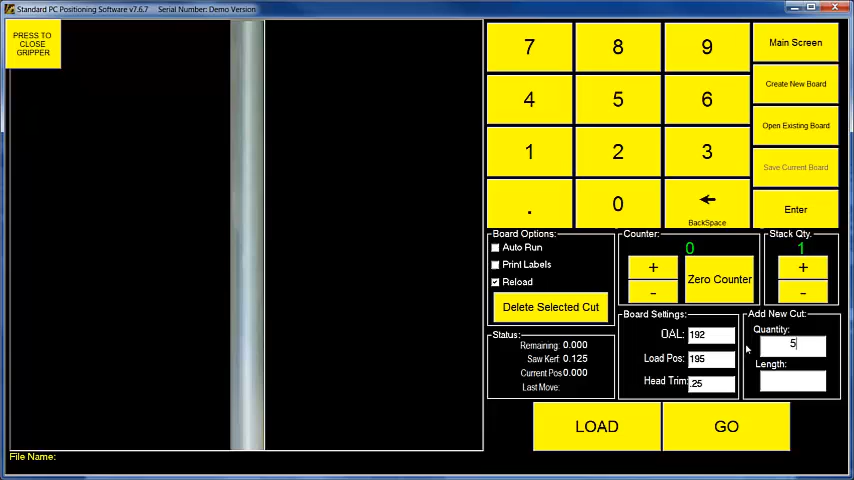 Standard PC Positioning Software v7.6.7 Serial Number: Demo Version
PRESS TO
CLOSE
GRIPPER
7 8 9 Main Screen
Create New Board
4 5 6 Open Existing Board
1 2 3 Save Current Board
. 0 BackSpace Enter
Board Options: Counter: Stack Qty.
Auto Run 0 1
Print Labels + +
Reload Zero Counter
Delete Selected Cut - -
Board Settings: Add New Cut:
Status: OAL: 192 Quantity:
Remaining: 0.000 5
Saw Kerf: 0.125 Load Pos: 195 Length:
Current Pos 0.000
Last Move: Head Trim: .25
LOAD GO
File Name: